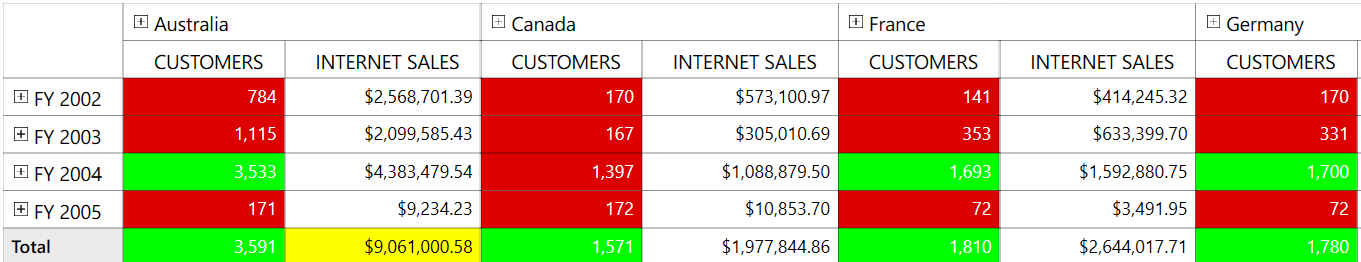 Australia Canada France Germany
CUSTOMERS INTERNET SALES CUSTOMERS INTERNET SALES CUSTOMERS INTERNET SALES CUSTOMERS
FY 2002 784 $2,568,701.39 170 $573,100.97 141 $414,245.32 170
FY 2003 1,115 $2,099,585.43 167 $305,010.69 353 $633,399.70 331
FY 2004 3,533 $4,383,479.54 1,397 $1,088,879.50 1,693 $1,592,880.75 1,700
FY 2005 171 $9,234.23 172 $10,853.70 72 $3,491.95 72
Total 3,591 $9,061,000.58 1,571 $1,977,844.86 1,810 $2,644,017.71 1,780